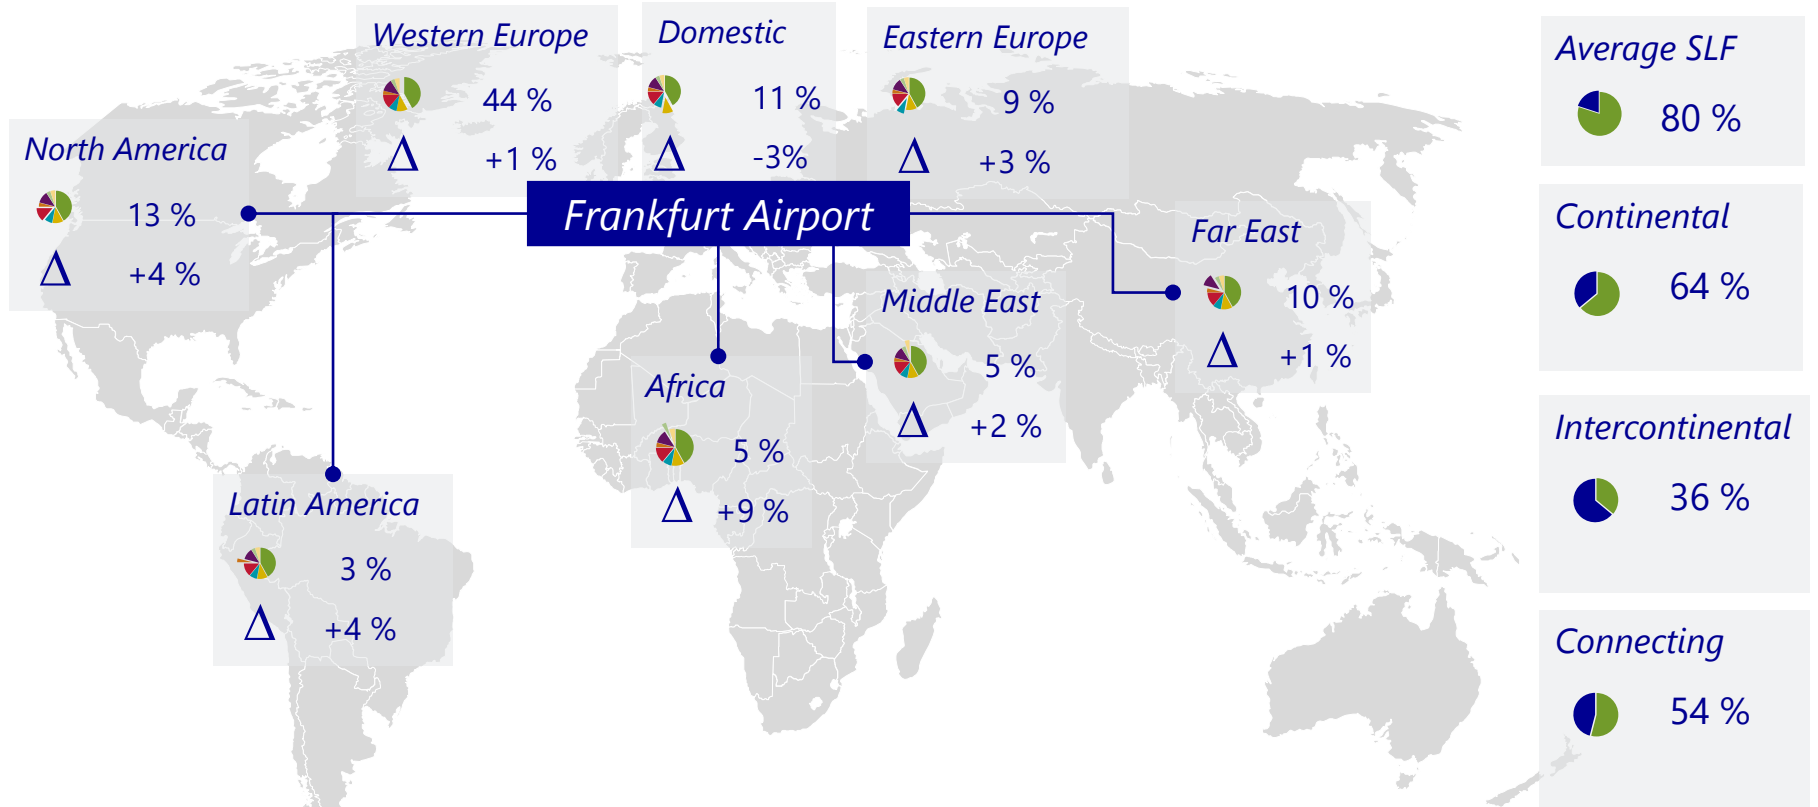 Western Europe
44 %
Δ +1 %
Domestic
11 %
Δ -3%
Eastern Europe
9 %
Δ +3 %
Average SLF
80 %
North America
13 %
Δ +4 %
Frankfurt Airport
Continental
64 %
Far East
10 %
Δ +1 %
Middle East
5 %
Δ +2 %
Africa
5 %
Δ +9 %
Intercontinental
36 %
Latin America
3 %
Δ +4 %
Connecting
54 %